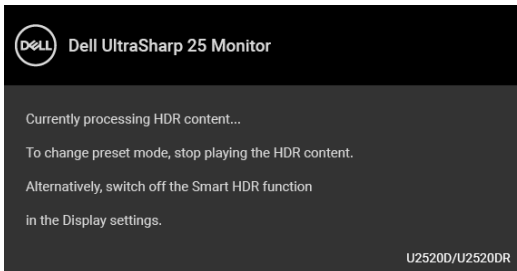 DELL Dell UltraSharp 25 Monitor
Currently processing HDR content...
To change preset mode, stop playing the HDR content.
Alternatively, switch off the Smart HDR function
in the Display settings.
U2520D/U2520DR